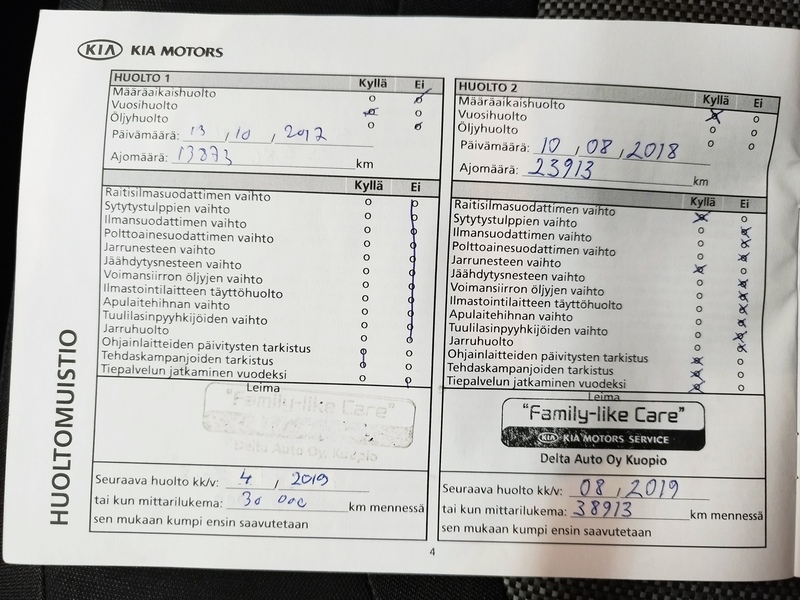 KIA KIA MOTORS
HUOLTOMUISTIO
HUOLTO 1 Kyllä Ei
Määräaikaishuolto
Vuosihuolto
Öljyhuolto
Päivämäärä: 13, 10, 2017
Ajomäärä: 13873 km
Kyllä Ei
Raitisilmasuodattimen vaihto
Sytytystulppien vaihto
Ilmansuodattimen vaihto
Polttoainesuodattimen vaihto
Jarrunesteen vaihto
Jäähdytysnesteen vaihto
Voimansiirron öljyjen vaihto
Ilmastointilaitteen täyttöhuolto
Apulaitehihnan vaihto
Tuulilasinpyyhkijöiden vaihto
Jarruhuolto
Ohjainlaitteiden päivitysten tarkistus
Tehdaskampanjoiden tarkistus
Tiepalvelun jatkaminen vuodeksi
Leima
"Family-like Care"
Delta Auto Oy, Kuopio
Seuraava huolto kk/v: 4, 2019
tai kun mittarilukema: 30 000 km mennessä
sen mukaan kumpi ensin saavutetaan
HUOLTO 2 Kyllä Ei
Määräaikaishuolto
Vuosihuolto
Öljyhuolto
Päivämäärä: 10, 08, 2018
Ajomäärä: 23913 km
Kyllä Ei
Raitisilmasuodattimen vaihto
Sytytystulppien vaihto
Ilmansuodattimen vaihto
Polttoainesuodattimen vaihto
Jarrunesteen vaihto
Jäähdytysnesteen vaihto
Voimansiirron öljyjen vaihto
Ilmastointilaitteen täyttöhuolto
Apulaitehihnan vaihto
Tuulilasinpyyhkijöiden vaihto
Jarruhuolto
Ohjainlaitteiden päivitysten tarkistus
Tehdaskampanjoiden tarkistus
Tiepalvelun jatkaminen vuodeksi
Leima
"Family-like Care"
KIA KIA MOTORS SERVICE
Delta Auto Oy Kuopio
Seuraava huolto kk/v: 08, 2019
tai kun mittarilukema: 38913 km mennessä
sen mukaan kumpi ensin saavutetaan
4